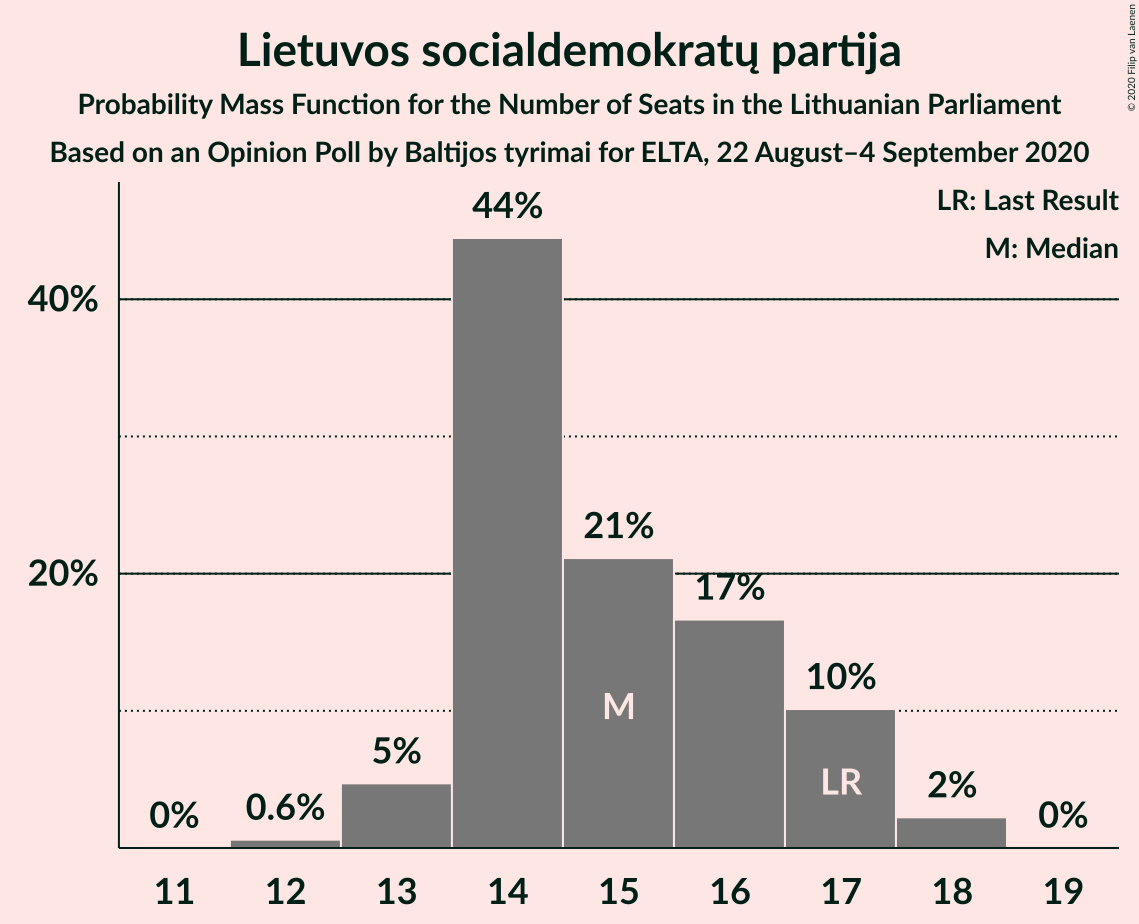 Lietuvos socialdemokratų partija
Probability Mass Function for the Number of Seats in the Lithuanian Parliament
Based on an Opinion Poll by Baltijos tyrimai for ELTA, 22 August–4 September 2020
© 2020 Filip van Laenen
LR: Last Result
M: Median
44%
40%
21%
20%
17%
10%
M
5%
LR
2%
0.6%
0%
0%
11 12 13 14 15 16 17 18 19